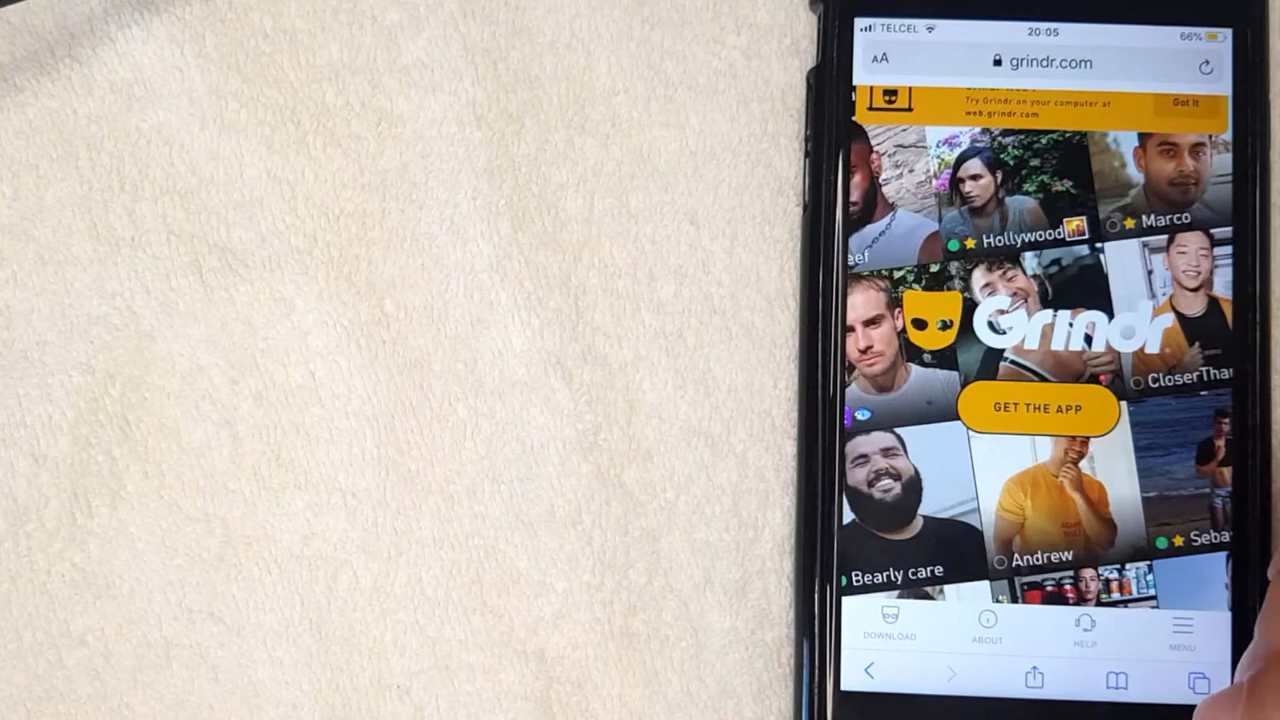 TELCEL
20:05
66%
AA
grindr.com
Try Grindr on your computer at
web.grindr.com
Got It
Hollywood
Marco
eef
Grindr
CloserTha
GET THE APP
Bearly care
Andrew
Seba
DOWNLOAD
ABOUT
HELP
MENU